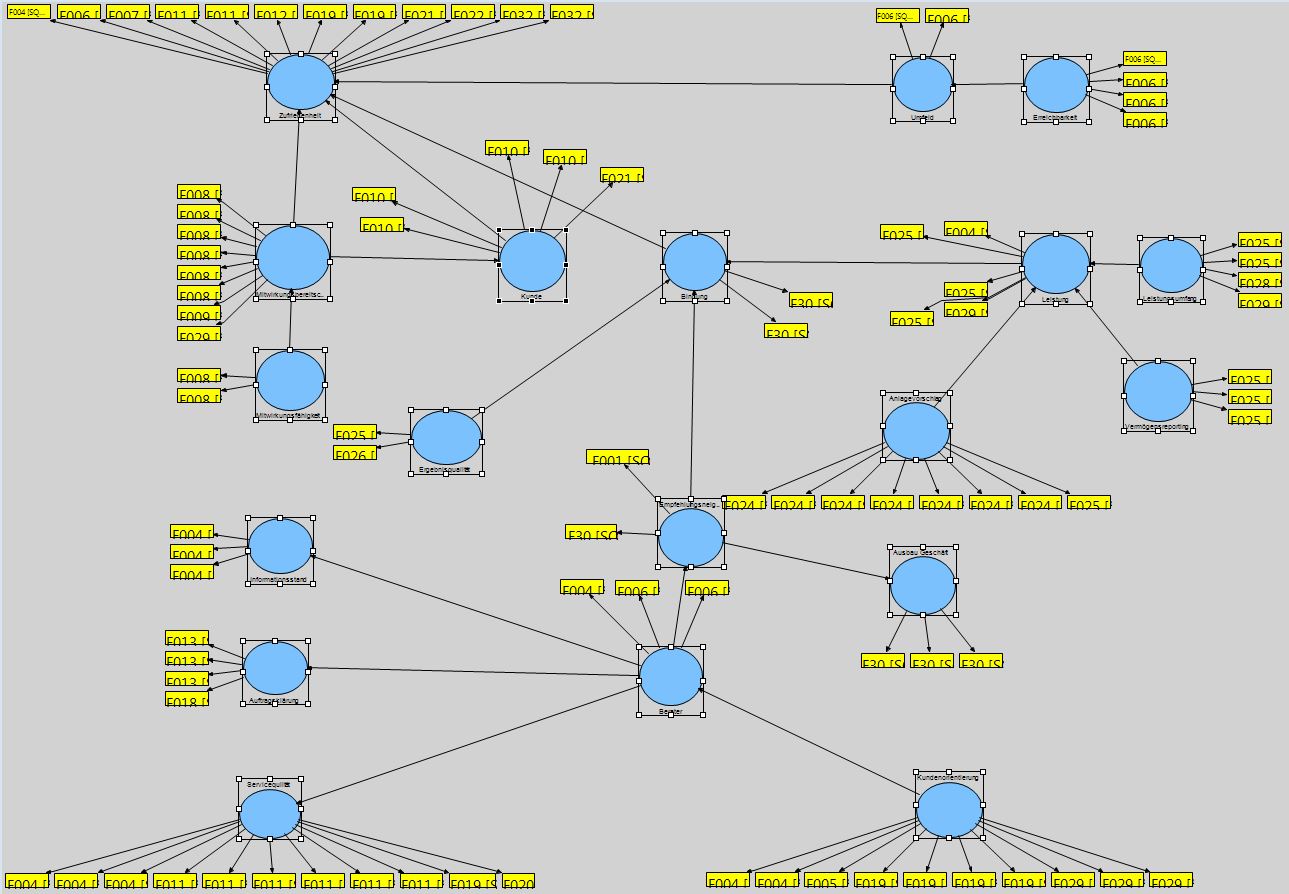 F004 [SQ...
F006 [
F007 [
F011 [
F011 [
F012 [
F019 [
F019 [
F021 [
F022 [
F032 [
F032 [
F006 [SQ...
F006 [
F006 [SQ...
F006 [
F006 [
F006 [
Zufriedenheit
Umfeld
Erreichbarkeit
F010 [
F010 [
F021 [
F008 [
F008 [
F008 [
F008 [
F008 [
F008 [
F009 [
F029 [
F010 [
F010 [
F025 [
F004 [
F025 [
F029 [
F025 [
F025 [
F025 [
F028 [
F029 [
Mitwirkungsbereitsc...
Kunde
Bindung
Leistung
Leistungsumfang
F30 [S
F30 [S
F008 [
F008 [
Mitwirkungsfähigkeit
F025 [
F025 [
F025 [
Vermögensreporting
Anlagevorschlag
F025 [
F026 [
Ergebnisqualität
F001 [SQ
F30 [SQ
Empfehlungsneig...
F024 [
F024 [
F024 [
F024 [
F024 [
F024 [
F024 [
F025 [
F004 [
F004 [
F004 [
Informationsstand
Ausbau Geschäft
F004 [
F006 [
F006 [
F30 [S
F30 [S
F30 [S
F013 [
F013 [
F013 [
F018 [
Auftragsklärung
Berater
Servicequlität
Kundenorientierung
F004 [
F004 [
F004 [
F011 [
F011 [
F011 [
F011 [
F011 [
F011 [
F019 [S
F020
F004 [
F004 [
F005 [
F019 [
F019 [
F019 [
F019 [
F029 [
F029 [
F029 [